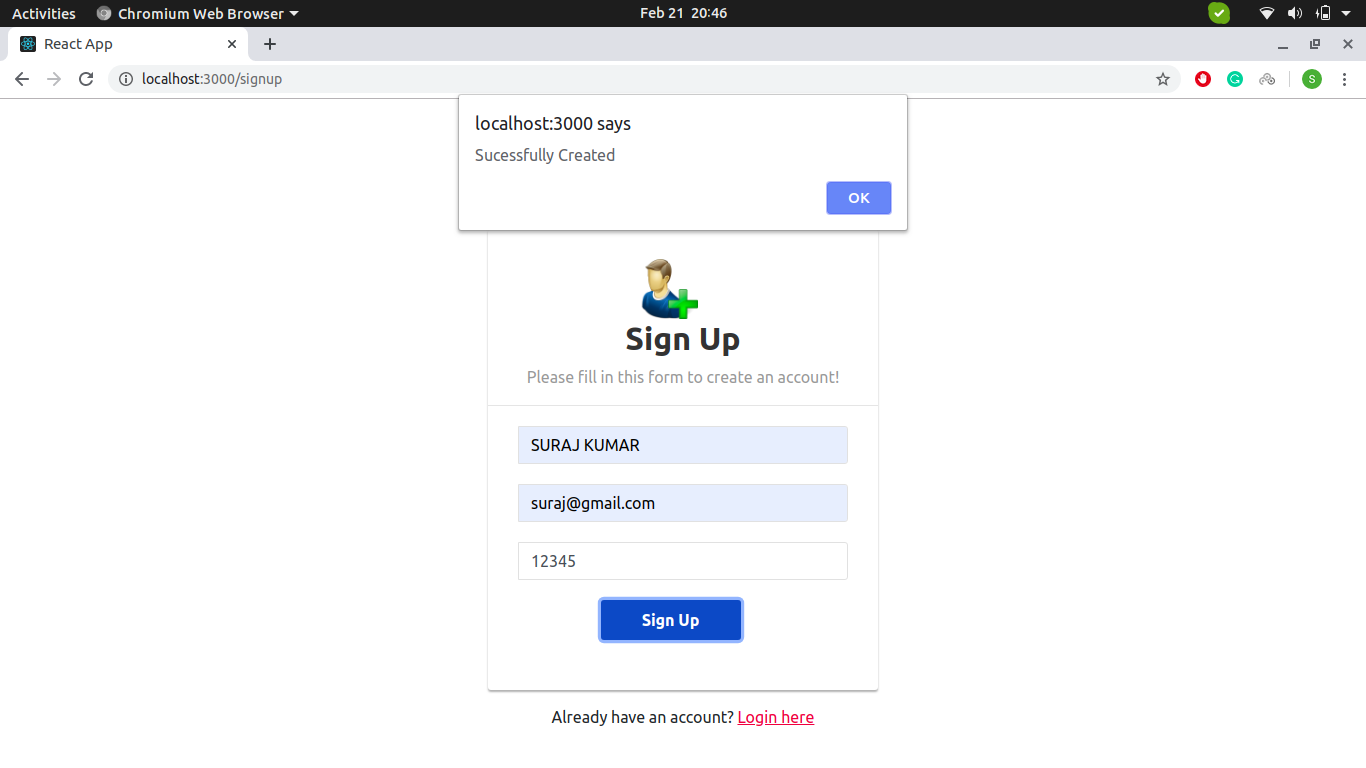 Activities Chromium Web Browser Feb 21 20:46
React App
localhost:3000/signup S
localhost:3000 says
Sucessfully Created
OK
Sign Up
Please fill in this form to create an account!
SURAJ KUMAR
suraj@gmail.com
12345
Sign Up
Already have an account? Login here